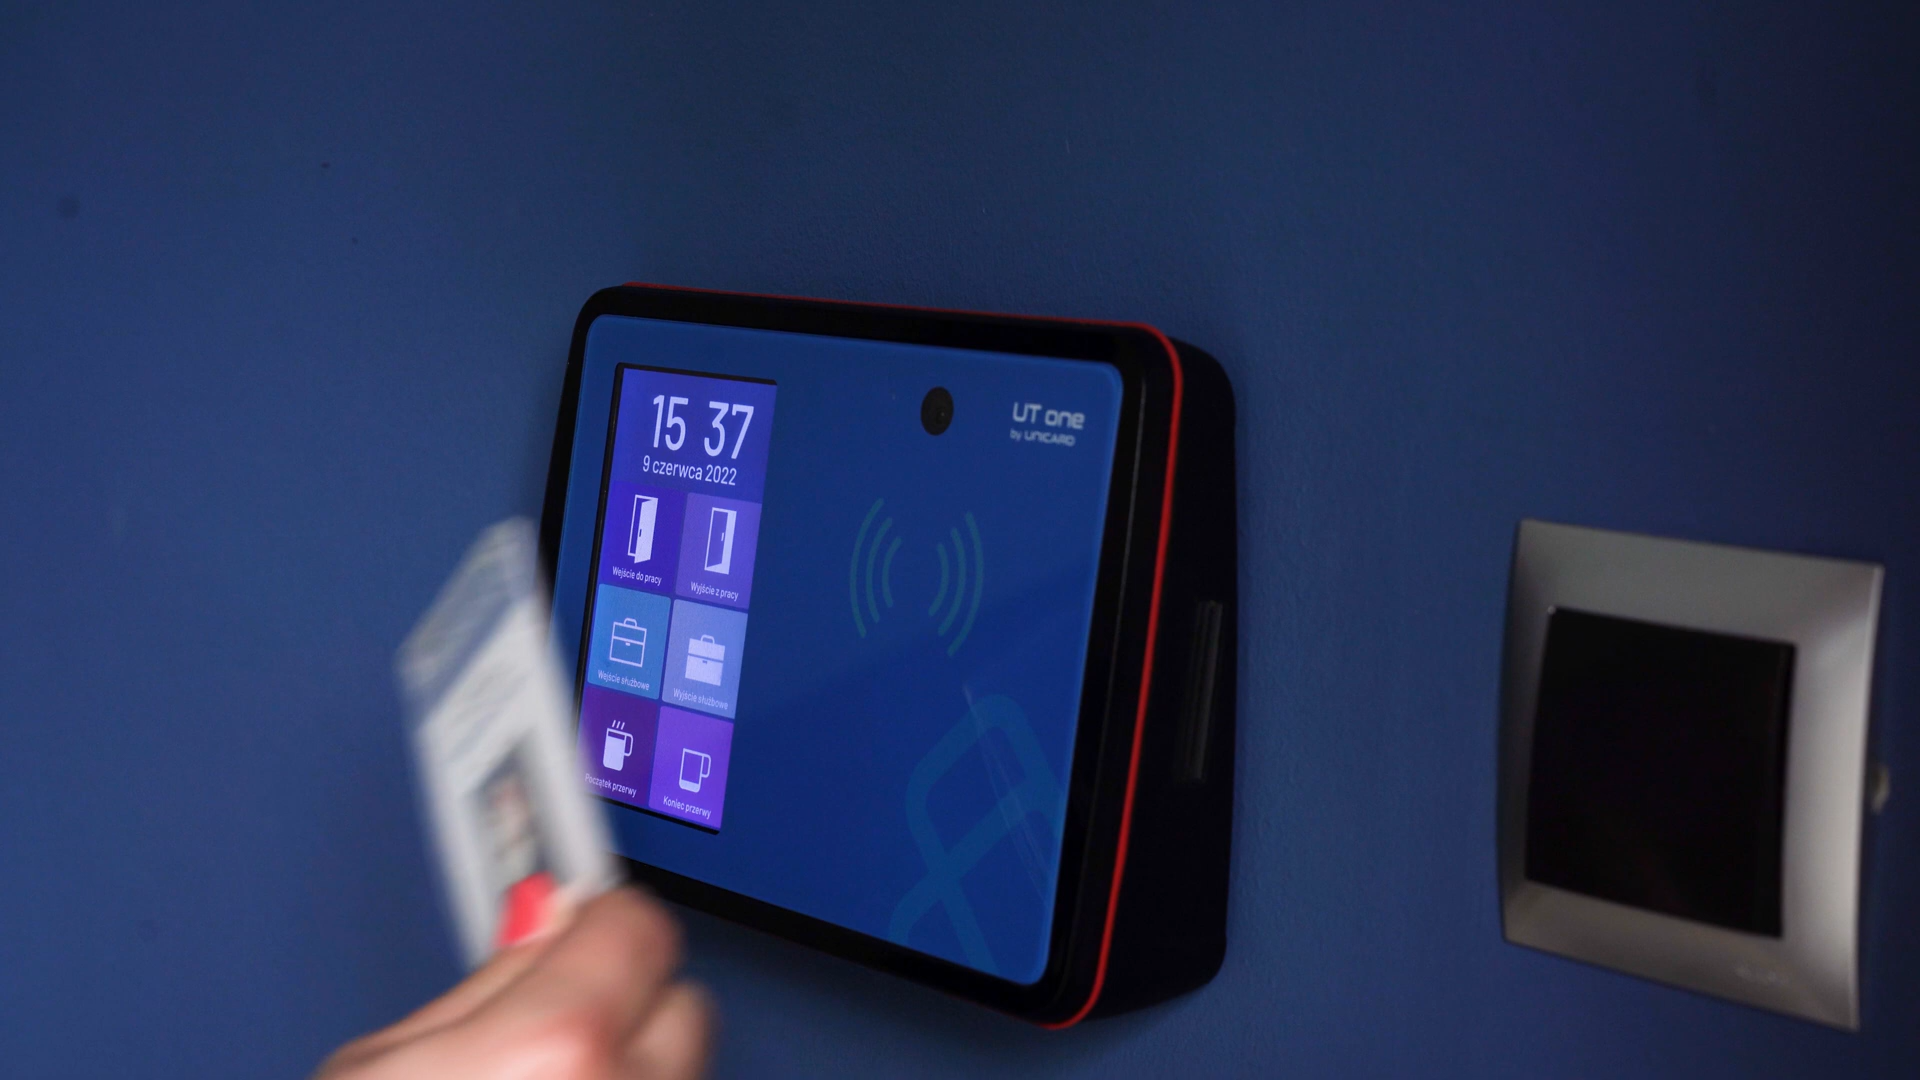 15 37
9 czerwca 2022
Wejście do pracy
Wyjście z pracy
Wejście służbowe
Wyjście służbowe
Początek przerwy
Koniec przerwy
UT one
by UNICARD